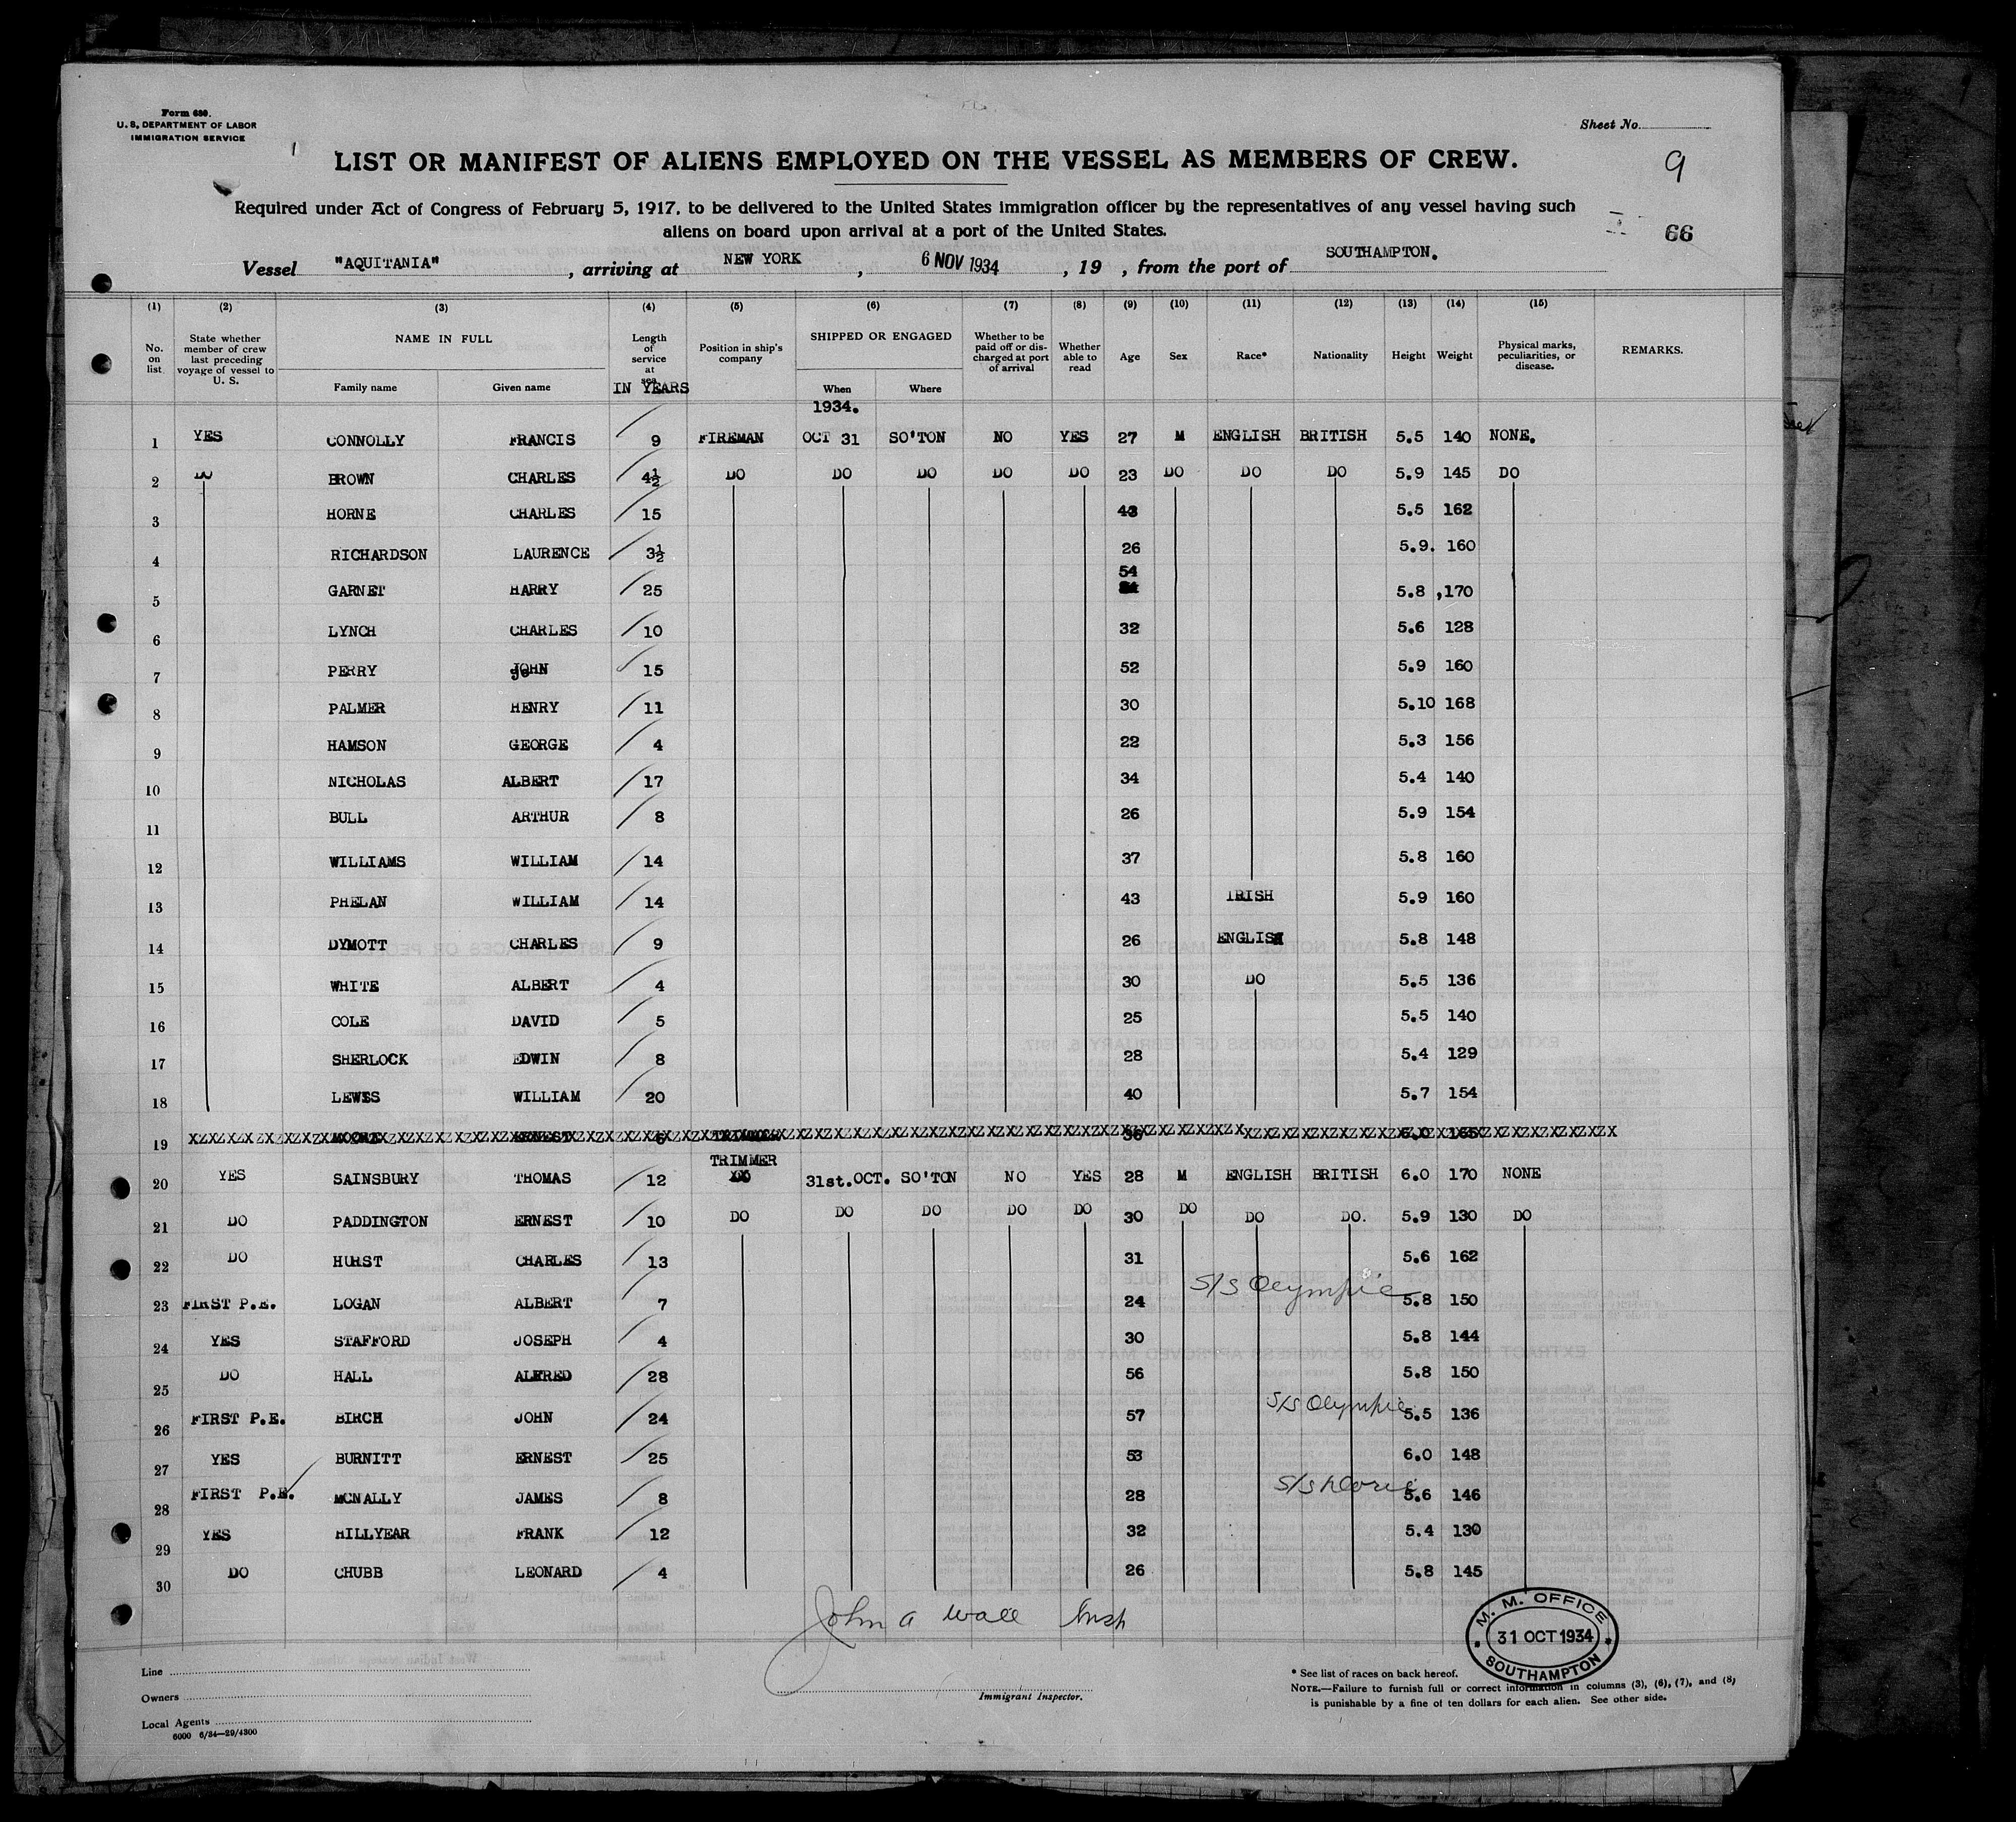 Form 680.
U. S. DEPARTMENT OF LABOR
IMMIGRATION SERVICE
Sheet No.
LIST OR MANIFEST OF ALIENS EMPLOYED ON THE VESSEL AS MEMBERS OF CREW.
9
Required under Act of Congress of February 5, 1917, to be delivered to the United States immigration officer by the representatives of any vessel having such
aliens on board upon arrival at a port of the United States.
66
Vessel "AQUITANIA", arriving at NEW YORK, 6 NOV 1934, 19 , from the port of SOUTHAMPTON.
(1) (2) (3) (4) (5) (6) (7) (8) (9) (10) (11) (12) (13) (14) (15)
No. on list State whether member of crew last preceding voyage of vessel to U. S. NAME IN FULL Family name Given name Length of service at sea IN YEARS Position in ship's company SHIPPED OR ENGAGED When Where Whether to be paid off or discharged at port of arrival Whether able to read Age Sex Race* Nationality Height Weight Physical marks, peculiarities, or disease. REMARKS.
1934.
1 YES CONNOLLY FRANCIS 9 FIREMAN OCT 31 SO'TON NO YES 27 M ENGLISH BRITISH 5.5 140 NONE.
2 DO BROWN CHARLES 4½ DO DO DO DO DO 23 DO DO DO 5.9 145 DO
3 HORNE CHARLES 15 43 5.5 162
4 RICHARDSON LAURENCE 3½ 26 5.9. 160
54
5 GARNET HARRY 25 5.8 ,170
6 LYNCH CHARLES 10 32 5.6 128
7 PERRY JOHN 15 52 5.9 160
8 PALMER HENRY 11 30 5.10 168
9 HAMSON GEORGE 4 22 5.3 156
10 NICHOLAS ALBERT 17 34 5.4 140
11 BULL ARTHUR 8 26 5.9 154
12 WILLIAMS WILLIAM 14 37 5.8 160
13 PHELAN WILLIAM 14 43 IRISH 5.9 160
14 DYMOTT CHARLES 9 26 ENGLISH 5.8 148
15 WHITE ALBERT 4 30 DO 5.5 136
16 COLE DAVID 5 25 5.5 140
17 SHERLOCK EDWIN 8 28 5.4 129
18 LEWIS WILLIAM 20 40 5.7 154
19 MOORE ERNEST 6 TRIMMER 36 6.0 165
TRIMMER
20 YES SAINSBURY THOMAS 12 31st.OCT. SO'TON NO YES 28 M ENGLISH BRITISH 6.0 170 NONE
21 DO PADDINGTON ERNEST 10 DO DO DO DO DO 30 DO DO DO. 5.9 130 DO
22 DO HURST CHARLES 13 31 5.6 162
23 FIRST P.E. LOGAN ALBERT 7 24 S/S Olympic 5.8 150
24 YES STAFFORD JOSEPH 4 30 5.8 144
25 DO HALL ALFRED 28 56 5.8 150
26 FIRST P.E. BIRCH JOHN 24 57 S/S Olympic 5.5 136
27 YES BURNITT ERNEST 25 53 6.0 148
28 FIRST P.E. MCNALLY JAMES 8 28 S/S 5.6 146
29 YES HILLYEAR FRANK 12 32 5.4 130
30 DO CHUBB LEONARD 4 26 5.8 145
John A Wall Insp
M. M. OFFICE
31 OCT 1934
SOUTHAMPTON
Line
Owners
Local Agents
6000 6/34—29/4300
Immigrant Inspector.
* See list of races on back hereof.
NOTE.—Failure to furnish full or correct information in columns (3), (6), (7), and (8)
is punishable by a fine of ten dollars for each alien. See other side.